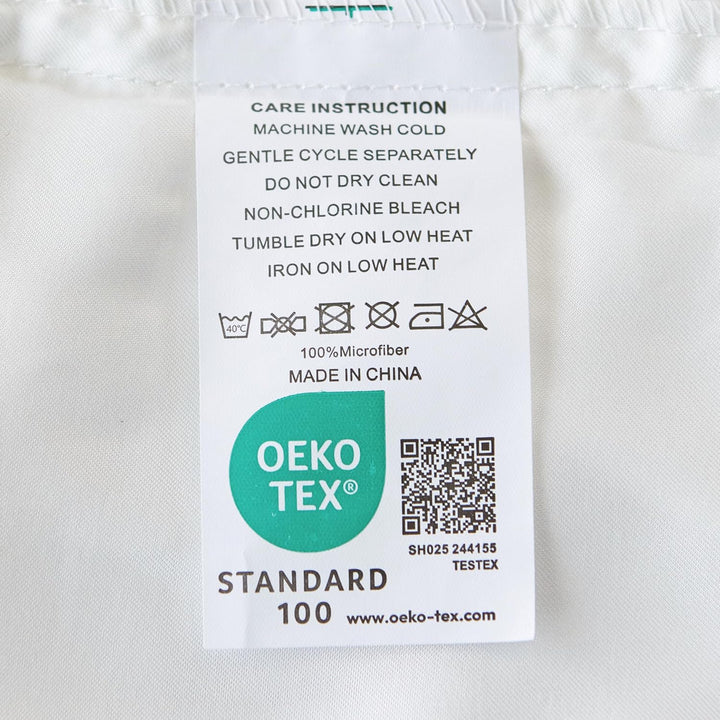 CARE INSTRUCTION
MACHINE WASH COLD
GENTLE CYCLE SEPARATELY
DO NOT DRY CLEAN
NON-CHLORINE BLEACH
TUMBLE DRY ON LOW HEAT
IRON ON LOW HEAT
40℃
100%Microfiber
MADE IN CHINA
OEKO
TEX®
SH025 244155
TESTEX
STANDARD
100 www.oeko-tex.com